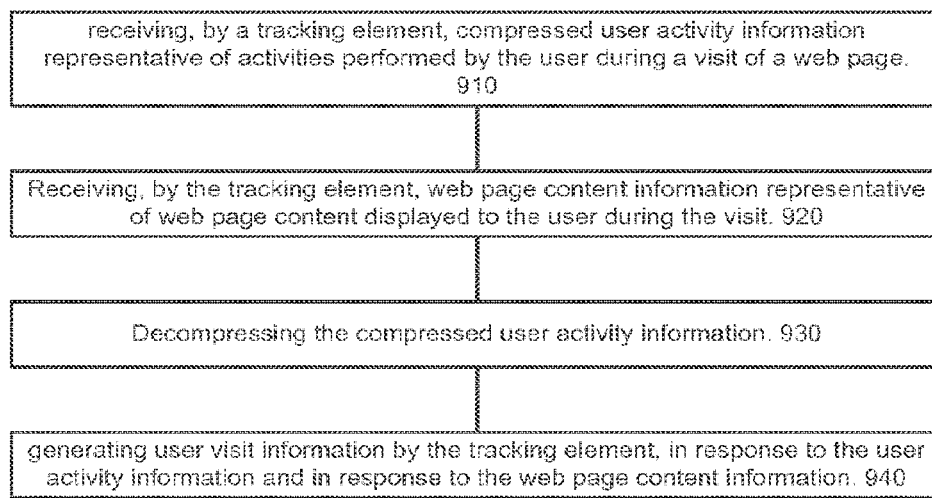 receiving, by a tracking element, compressed user activity information
representative of activities performed by the user during a visit of a web page.
910
Receiving, by the tracking element, web page content information representative
of web page content displayed to the user during the visit. 920
Decompressing the compressed user activity information. 930
generating user visit information by the tracking element, in response to the user
activity information and in response to the web page content information. 940